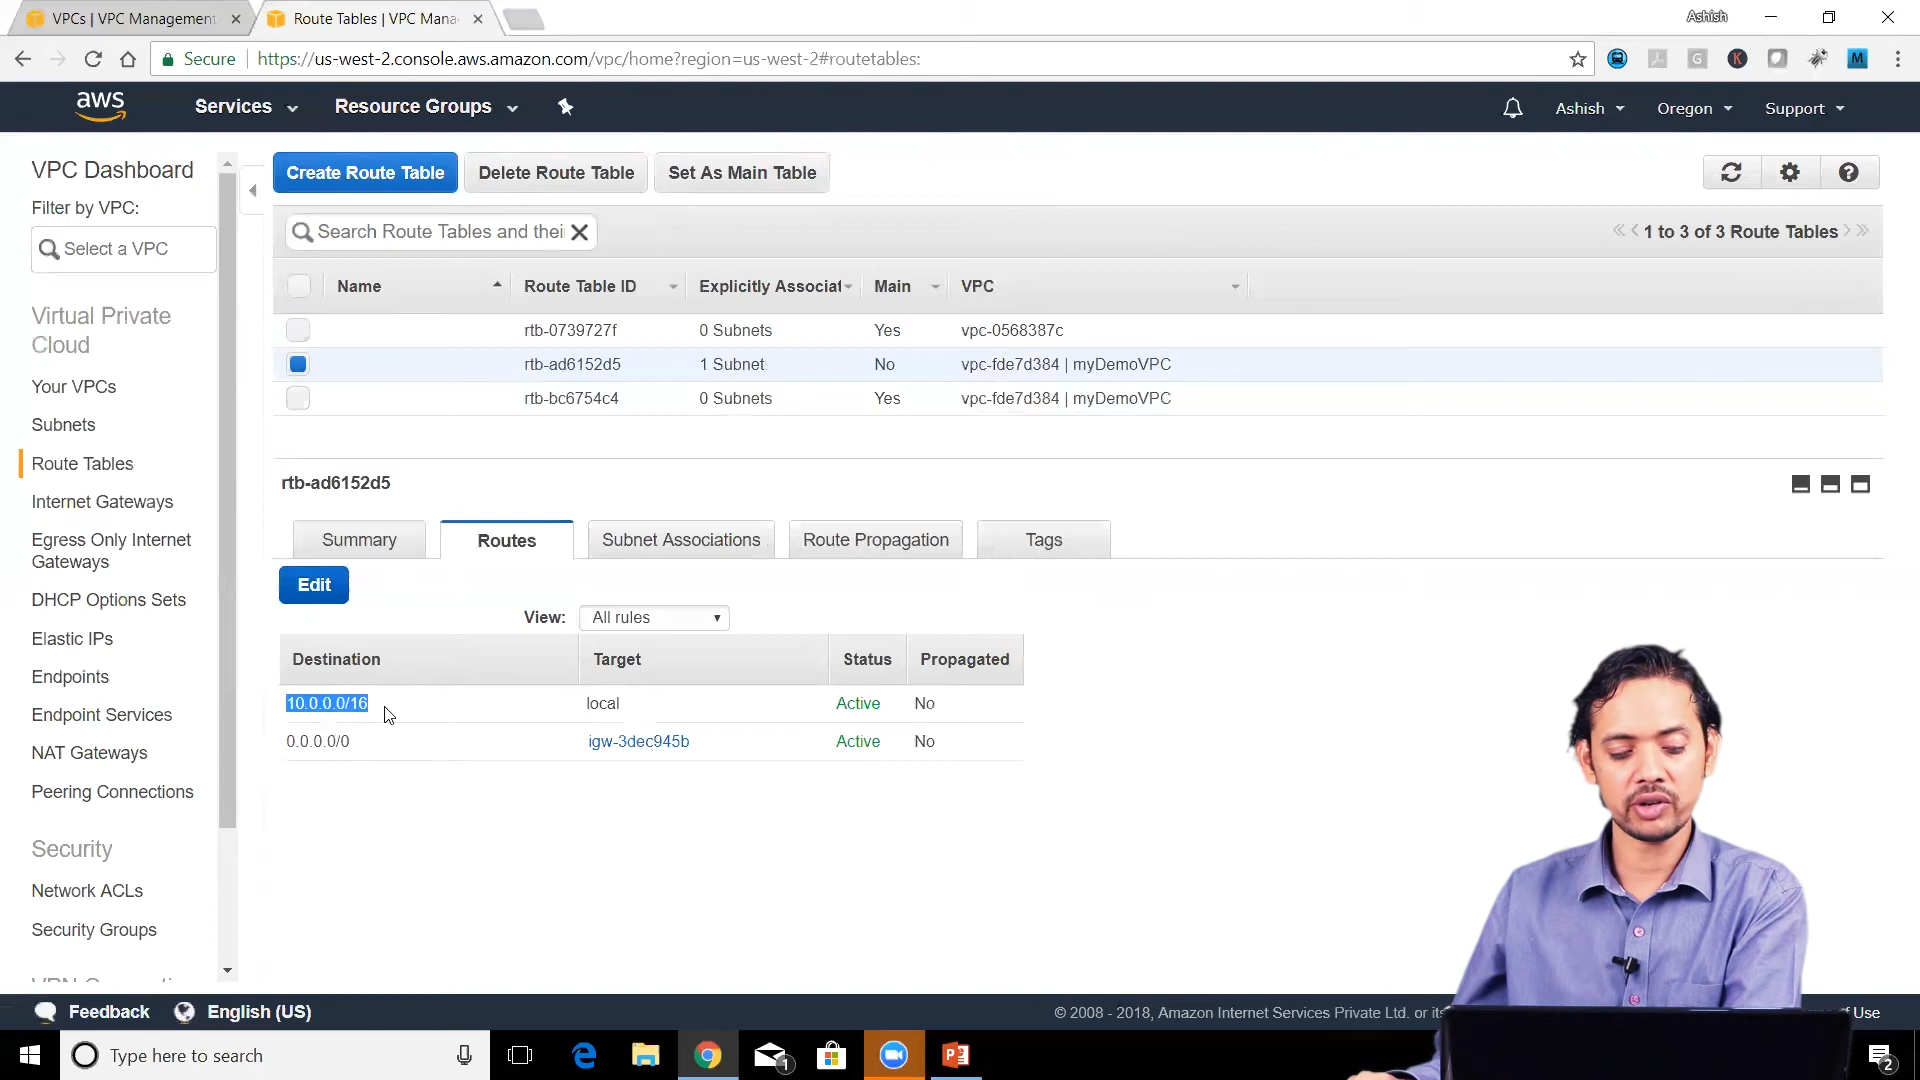 VPCs | VPC Management
Route Tables | VPC Mana
Ashish
Secure
https://us-west-2.console.aws.amazon.com/vpc/home?region=us-west-2#routetables:
aws
Services
Resource Groups
Ashish
Oregon
Support
VPC Dashboard
Filter by VPC:
Select a VPC
Virtual Private
Cloud
Your VPCs
Subnets
Route Tables
Internet Gateways
Egress Only Internet
Gateways
DHCP Options Sets
Elastic IPs
Endpoints
Endpoint Services
NAT Gateways
Peering Connections
Security
Network ACLs
Security Groups
Create Route Table
Delete Route Table
Set As Main Table
Search Route Tables and thei
1 to 3 of 3 Route Tables
Name Route Table ID Explicitly Associat Main VPC
rtb-0739727f 0 Subnets Yes vpc-0568387c
rtb-ad6152d5 1 Subnet No vpc-fde7d384 | myDemoVPC
rtb-bc6754c4 0 Subnets Yes vpc-fde7d384 | myDemoVPC
rtb-ad6152d5
Summary Routes Subnet Associations Route Propagation Tags
Edit
View: All rules
Destination Target Status Propagated
10.0.0.0/16 local Active No
0.0.0.0/0 igw-3dec945b Active No
Feedback
English (US)
© 2008 - 2018, Amazon Internet Services Private Ltd. or its
of Use
Type here to search
1
2